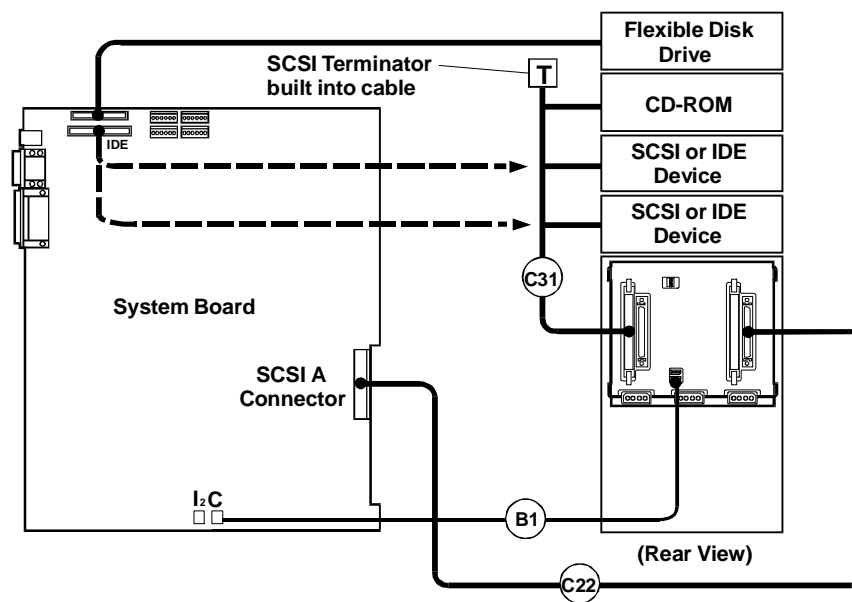 Flexible Disk
Drive
SCSI Terminator
built into cable
T
CD-ROM
IDE
SCSI or IDE
Device
SCSI or IDE
Device
C31
System Board
SCSI A
Connector
I₂C
B1
(Rear View)
C22